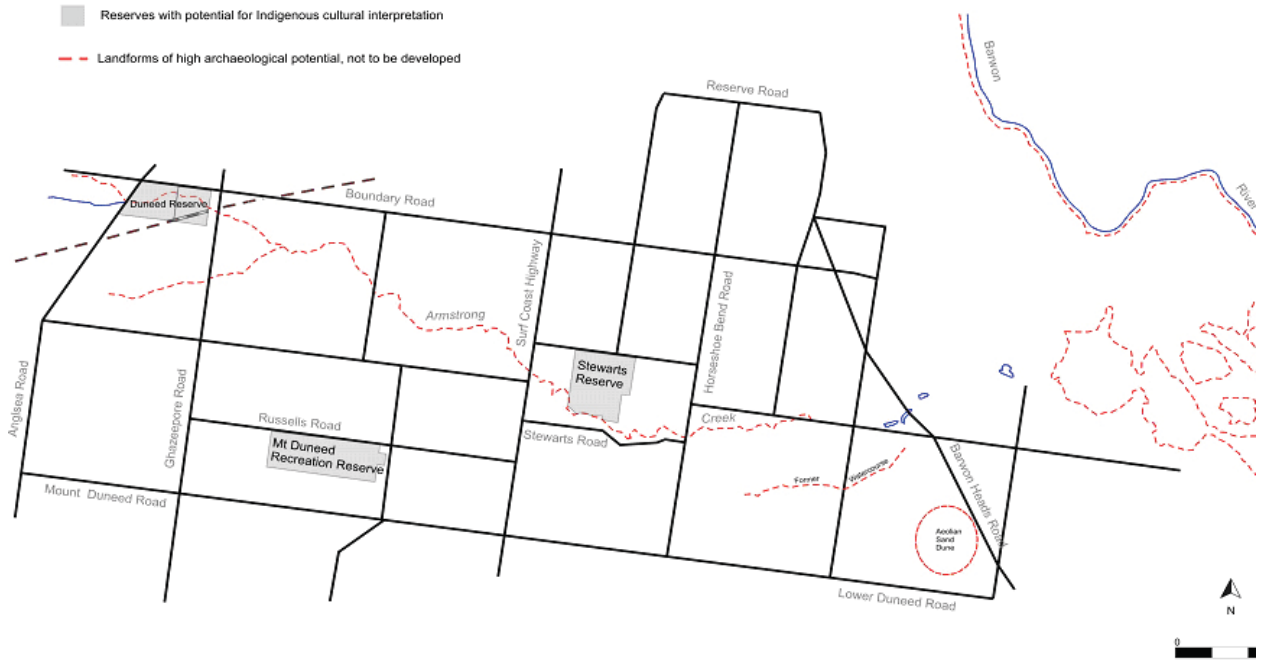 Reserves with potential for Indigenous cultural interpretation
Landforms of high archaeological potential, not to be developed
Reserve Road
Barwon
River
Duneed Reserve
Boundary Road
Surf Coast Highway
Armstrong
Horseshoe Bend Road
Stewarts
Reserve
Anglsea Road
Ghazeepore Road
Russells Road
Creek
Stewarts Road
Mt Duneed
Recreation Reserve
Barwon Heads Road
Former
Watercourse
Mount Duneed Road
Aeolian
Sand
Dune
Lower Duneed Road
N
0